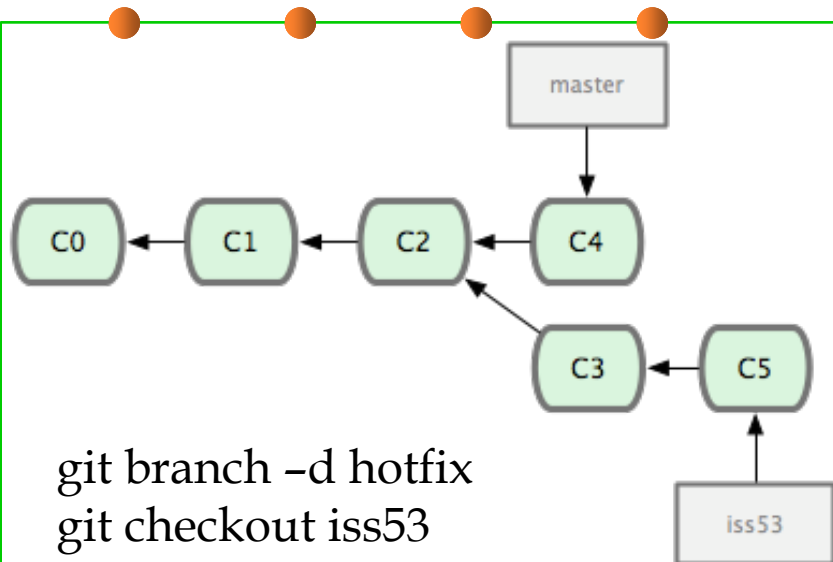 master
C0 C1 C2 C4
C3 C5
git branch –d hotfix
git checkout iss53
iss53